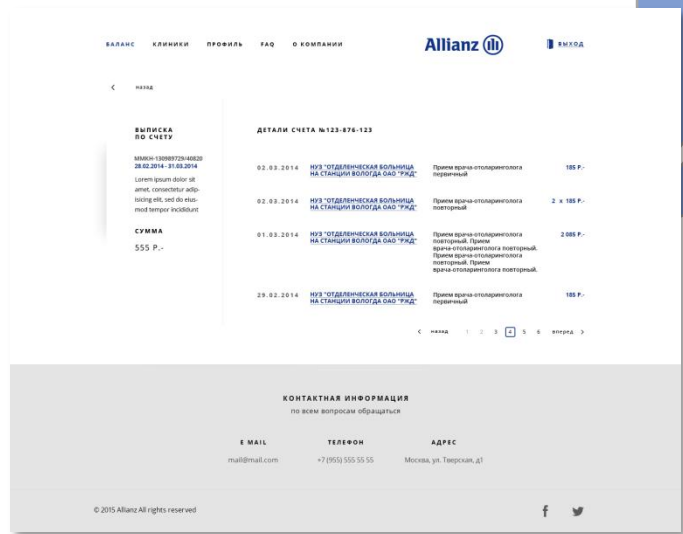 БАЛАНС КЛИНИКИ ПРОФИЛЬ FAQ О КОМПАНИИ Allianz ВЫХОД
назад
ВЫПИСКА
ПО СЧЕТУ
ММКН-130989729/40820
28.02.2014 - 31.03.2014
Lorem ipsum dolor sit
amet, consectetur adip-
isicing elit, sed do eius-
mod tempor incididunt
СУММА
555 Р.-
ДЕТАЛИ СЧЕТА №123-876-123
02.03.2014 НУЗ "ОТДЕЛЕНЧЕСКАЯ БОЛЬНИЦА Прием врача-отоларинголога 185 Р.-
НА СТАНЦИИ ВОЛОГДА ОАО "РЖД" первичный
02.03.2014 НУЗ "ОТДЕЛЕНЧЕСКАЯ БОЛЬНИЦА Прием врача-отоларинголога 2 x 185 Р.-
НА СТАНЦИИ ВОЛОГДА ОАО "РЖД" повторный
01.03.2014 НУЗ "ОТДЕЛЕНЧЕСКАЯ БОЛЬНИЦА Прием врача-отоларинголога 2 085 Р.-
НА СТАНЦИИ ВОЛОГДА ОАО "РЖД" повторный. Прием
врача-отоларинголога повторный.
Прием врача-отоларинголога
повторный. Прием
врача-отоларинголога повторный.
29.02.2014 НУЗ "ОТДЕЛЕНЧЕСКАЯ БОЛЬНИЦА Прием врача-отоларинголога 185 Р.-
НА СТАНЦИИ ВОЛОГДА ОАО "РЖД" первичный
назад 1 2 3 4 5 6 вперед
КОНТАКТНАЯ ИНФОРМАЦИЯ
по всем вопросам обращаться
E MAIL ТЕЛЕФОН АДРЕС
mail@mail.com +7 (955) 555 55 55 Москва, ул. Тверская, д1
© 2015 Allianz All rights reserved